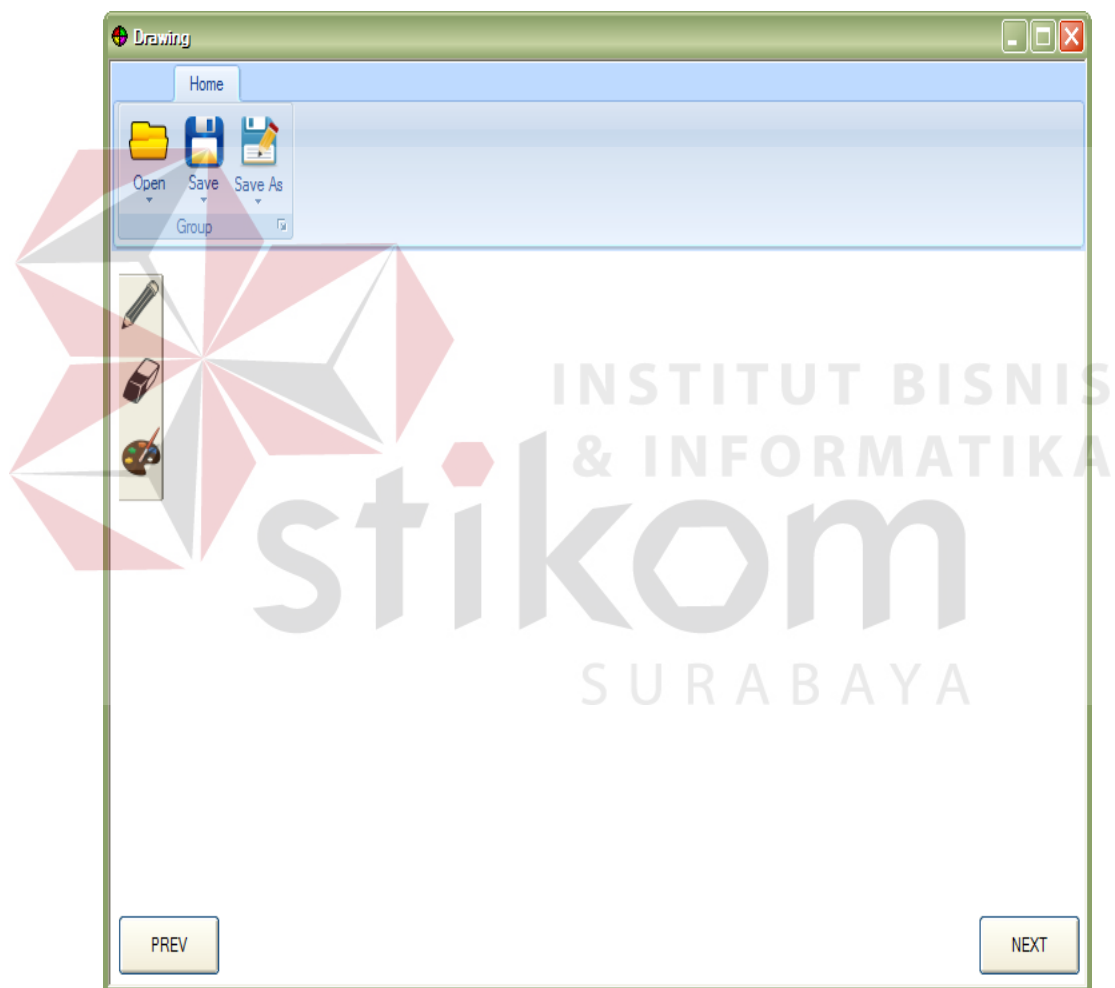 Drawing
Home
Open Save Save As
Group
INSTITUT BISNIS
& INFORMATIKA
stikom
SURABAYA
PREV NEXT